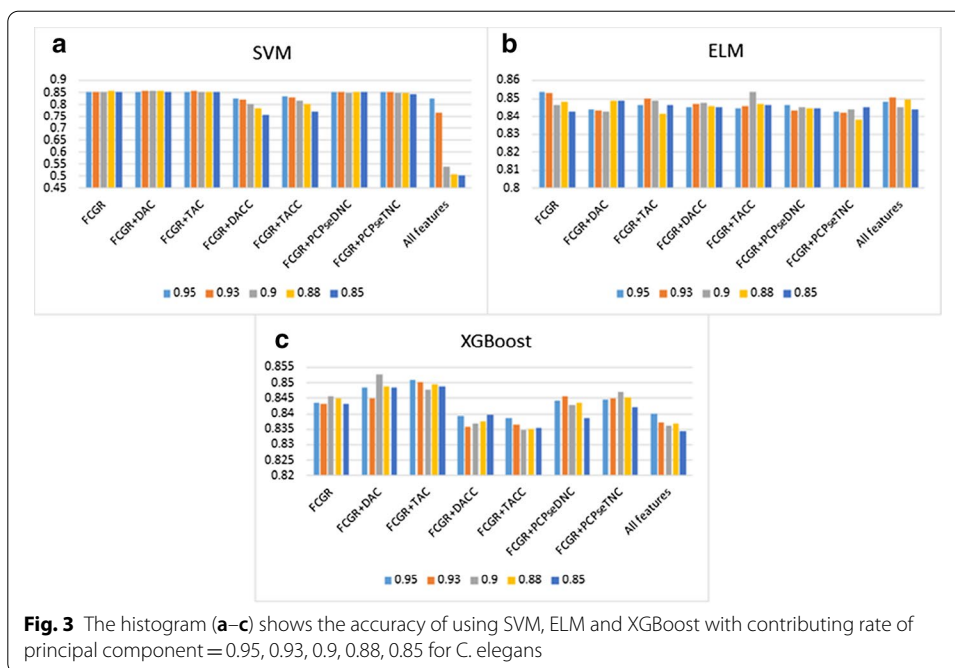 a
SVM
0.9
0.85
0.8
0.75
0.7
0.65
0.6
0.55
0.5
0.45
FCGR
FCGR+DAC
FCGR+TAC
FCGR+DACC
FCGR+TACC
FCGR+PCPseDNC
FCGR+PCPseTNC
All features
0.95 0.93 0.9 0.88 0.85
b
ELM
0.86
0.85
0.84
0.83
0.82
0.81
0.8
FCGR
FCGR+DAC
FCGR+TAC
FCGR+DACC
FCGR+TACC
FCGR+PCPseDNC
FCGR+PCPseTNC
All features
0.95 0.93 0.9 0.88 0.85
c
XGBoost
0.855
0.85
0.845
0.84
0.835
0.83
0.825
0.82
FCGR
FCGR+DAC
FCGR+TAC
FCGR+DACC
FCGR+TACC
FCGR+PCPseDNC
FCGR+PCPseTNC
All features
0.95 0.93 0.9 0.88 0.85
Fig. 3 The histogram (a–c) shows the accuracy of using SVM, ELM and XGBoost with contributing rate of
principal component = 0.95, 0.93, 0.9, 0.88, 0.85 for C. elegans